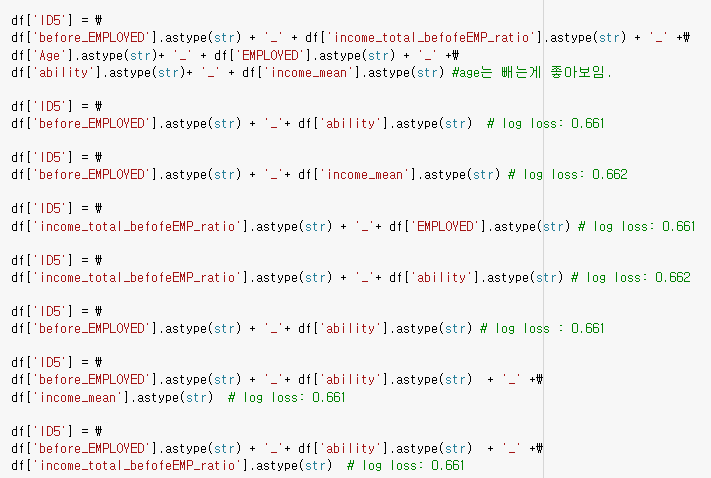 df['ID5'] = ₩
df['before_EMPLOYED'].astype(str) + '_' + df['income_total_befofeEMP_ratio'].astype(str) + '_' +₩
df['Age'].astype(str)+ '_' + df['EMPLOYED'].astype(str) + '_' +₩
df['ability'].astype(str)+ '_' + df['income_mean'].astype(str) #age는 빼는게 좋아보임.
df['ID5'] = ₩
df['before_EMPLOYED'].astype(str) + '_'+ df['ability'].astype(str)  # log loss: 0.661
df['ID5'] = ₩
df['before_EMPLOYED'].astype(str) + '_'+ df['income_mean'].astype(str) # log loss: 0.662
df['ID5'] = ₩
df['income_total_befofeEMP_ratio'].astype(str) + '_'+ df['EMPLOYED'].astype(str) # log loss: 0.661
df['ID5'] = ₩
df['income_total_befofeEMP_ratio'].astype(str) + '_'+ df['ability'].astype(str) # log loss: 0.662
df['ID5'] = ₩
df['before_EMPLOYED'].astype(str) + '_'+ df['ability'].astype(str) # log loss : 0.661
df['ID5'] = ₩
df['before_EMPLOYED'].astype(str) + '_'+ df['ability'].astype(str)  + '_' +₩
df['income_mean'].astype(str)  # log loss: 0.661
df['ID5'] = ₩
df['before_EMPLOYED'].astype(str) + '_'+ df['ability'].astype(str)  + '_' +₩
df['income_total_befofeEMP_ratio'].astype(str)  # log loss: 0.661